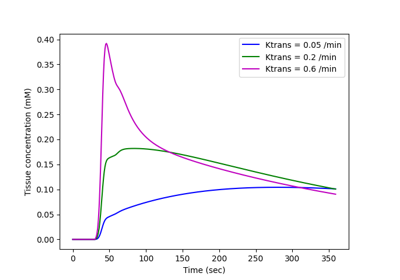 0.40
0.35
0.30
0.25
0.20
0.15
0.10
0.05
0.00
Tissue concentration (mM)
Ktrans = 0.05 /min
Ktrans = 0.2 /min
Ktrans = 0.6 /min
0 50 100 150 200 250 300 350
Time (sec)